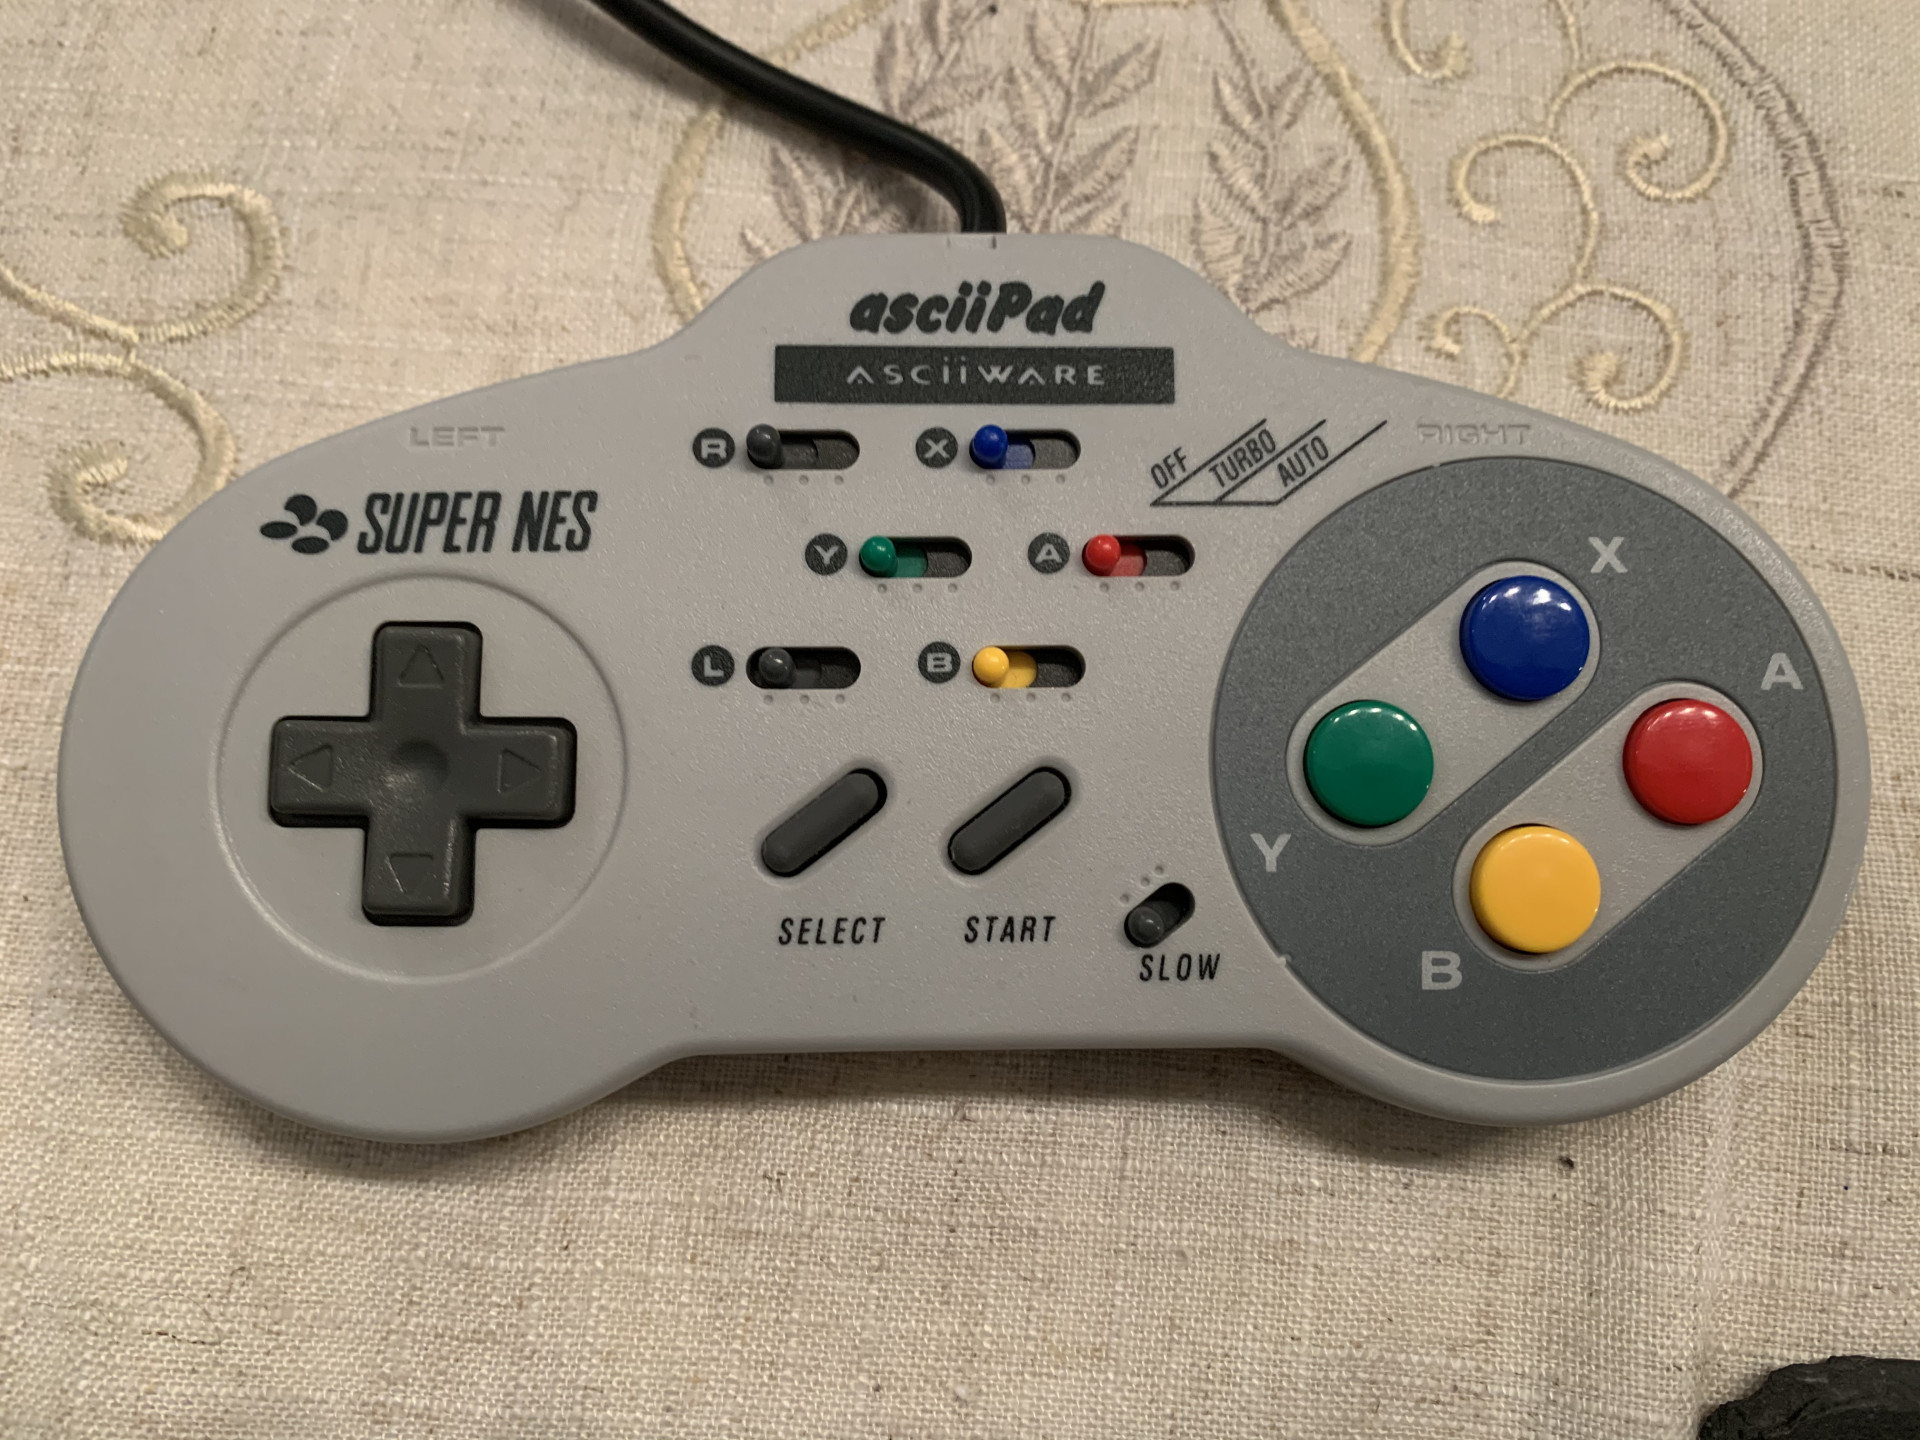 asciiPad
ASCiiWARE
LEFT
RIGHT
R
X
OFF
TURBO
AUTO
SUPER NES
Y
A
X
L
B
A
Y
SELECT
START
SLOW
B